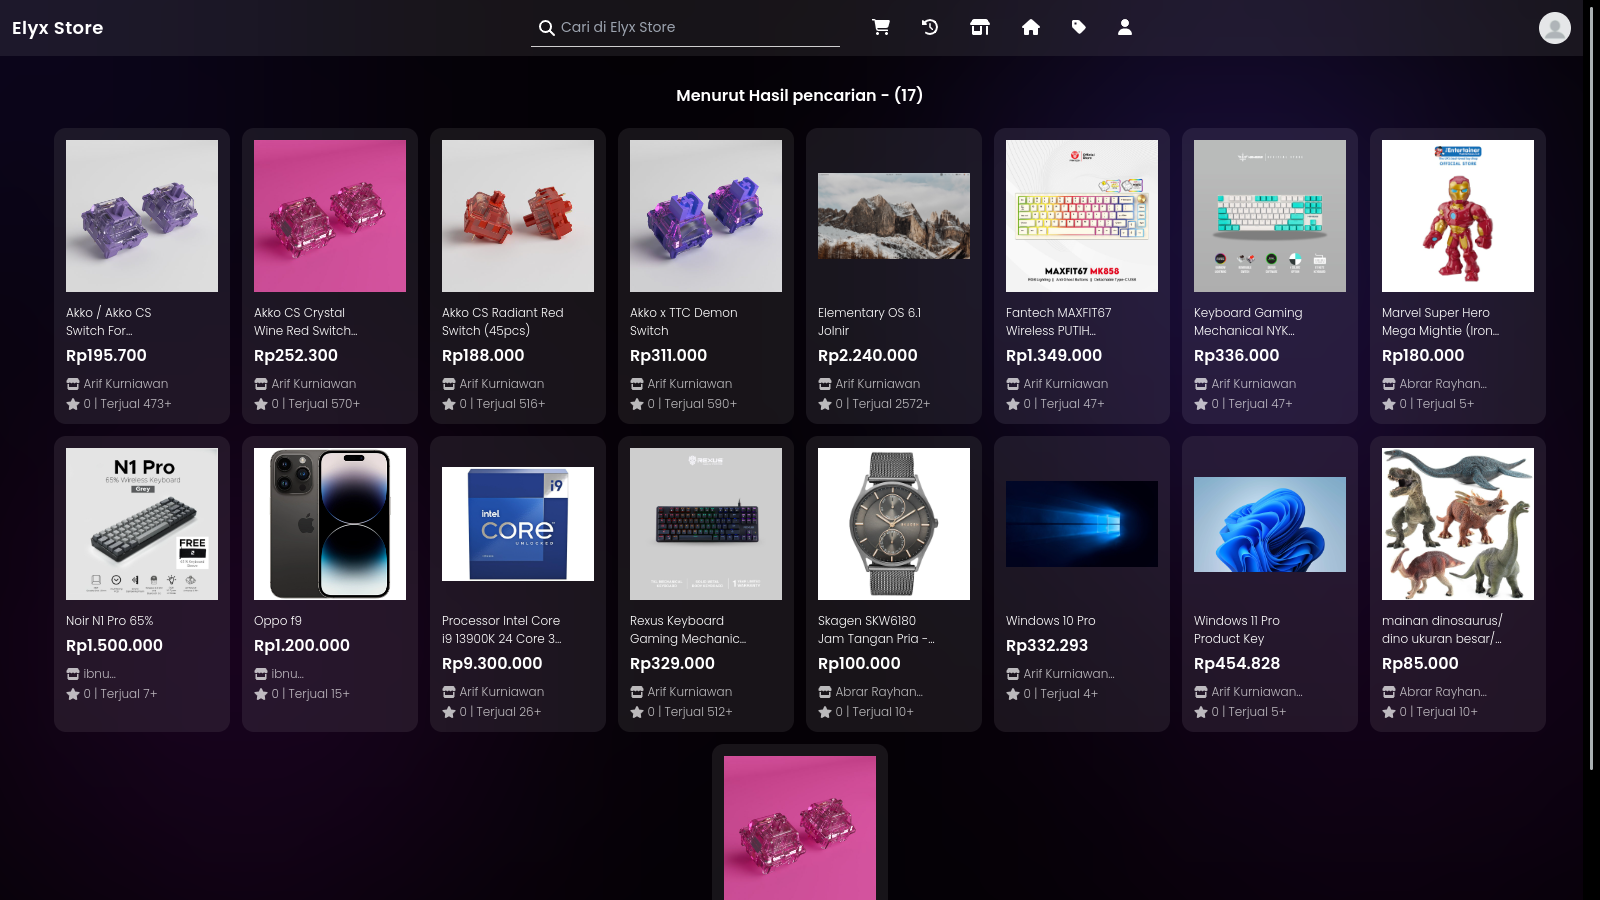 Elyx Store
Cari di Elyx Store
Menurut Hasil pencarian - (17)
Akko / Akko CS
Switch For...
Rp195.700
Arif Kurniawan
0 | Terjual 473+
Akko CS Crystal
Wine Red Switch...
Rp252.300
Arif Kurniawan
0 | Terjual 570+
Akko CS Radiant Red
Switch (45pcs)
Rp188.000
Arif Kurniawan
0 | Terjual 516+
Akko x TTC Demon
Switch
Rp311.000
Arif Kurniawan
0 | Terjual 590+
Elementary OS 6.1
Jolnir
Rp2.240.000
Arif Kurniawan
0 | Terjual 2572+
MAXFIT67 MK858
Fantech MAXFIT67
Wireless PUTIH...
Rp1.349.000
Arif Kurniawan
0 | Terjual 47+
Keyboard Gaming
Mechanical NYK...
Rp336.000
Arif Kurniawan
0 | Terjual 47+
iEntertainer
OFFICIAL STORE
Marvel Super Hero
Mega Mightie (Iron...
Rp180.000
Abrar Rayhan...
0 | Terjual 5+
N1 Pro
65% Wireless Keyboard
Grey
FREE
Noir N1 Pro 65%
Rp1.500.000
ibnu...
0 | Terjual 7+
Oppo f9
Rp1.200.000
ibnu...
0 | Terjual 15+
i9
intel
CORE
UNLOCKED
Processor Intel Core
i9 13900K 24 Core 3...
Rp9.300.000
Arif Kurniawan
0 | Terjual 26+
REXUS
Rexus Keyboard
Gaming Mechanic...
Rp329.000
Arif Kurniawan
0 | Terjual 512+
Skagen SKW6180
Jam Tangan Pria -...
Rp100.000
Abrar Rayhan...
0 | Terjual 10+
Windows 10 Pro
Rp332.293
Arif Kurniawan...
0 | Terjual 4+
Windows 11 Pro
Product Key
Rp454.828
Arif Kurniawan...
0 | Terjual 5+
mainan dinosaurus/
dino ukuran besar/...
Rp85.000
Abrar Rayhan...
0 | Terjual 10+